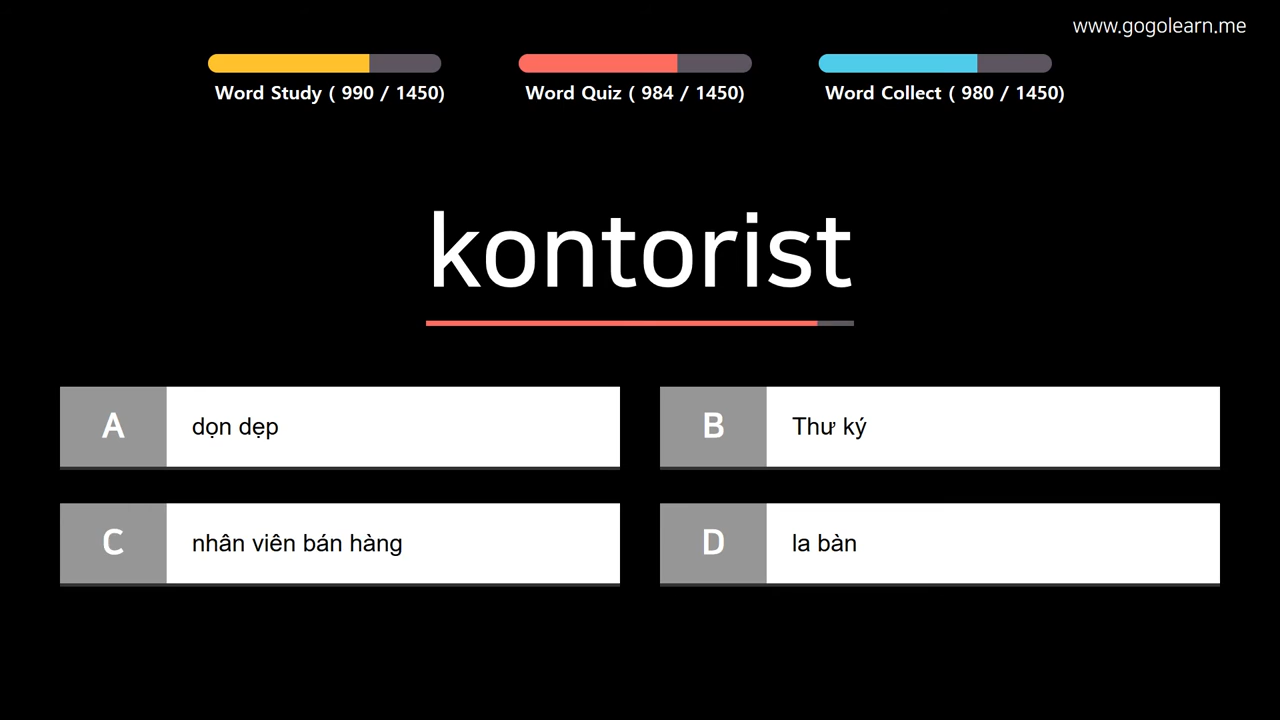 www.gogolearn.me
Word Study ( 990 / 1450)
Word Quiz ( 984 / 1450)
Word Collect ( 980 / 1450)
kontorist
A
dọn dẹp
B
Thư ký
C
nhân viên bán hàng
D
la bàn